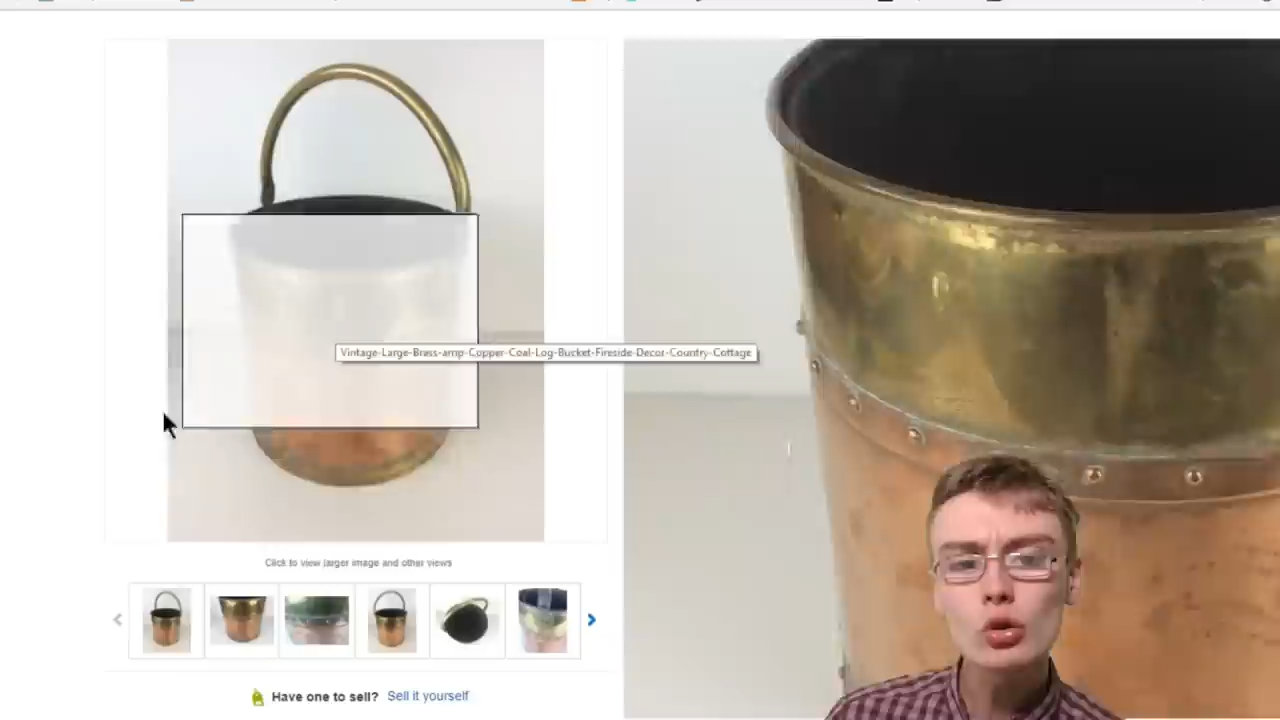 Vintage-Large-Brass-amp-Copper-Coal-Log-Bucket-Fireside-Decor-Country-Cottage
Click to view larger image and other views
Have one to sell? Sell it yourself